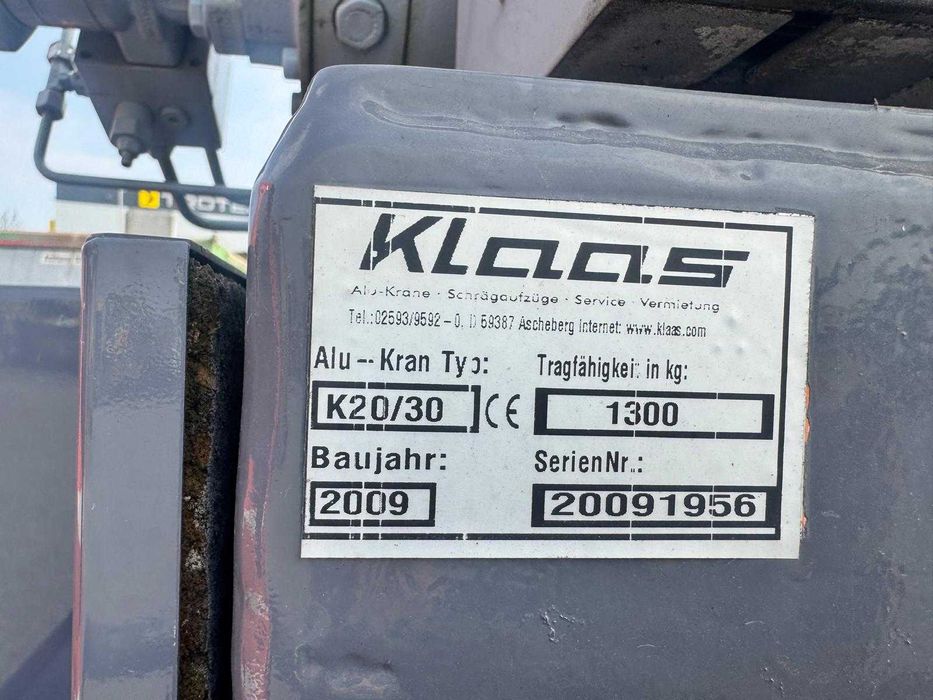 Klaas
Alu-Krane · Schrägaufzüge · Service · Vermietung
Tel.:02593/9592 – 0, D 59387 Ascheberg Internet: www.klaas.com
Alu – Kran Typ: Tragfähigkeit in kg:
K20/30 CE 1300
Baujahr: SerienNr.:
2009 20091956